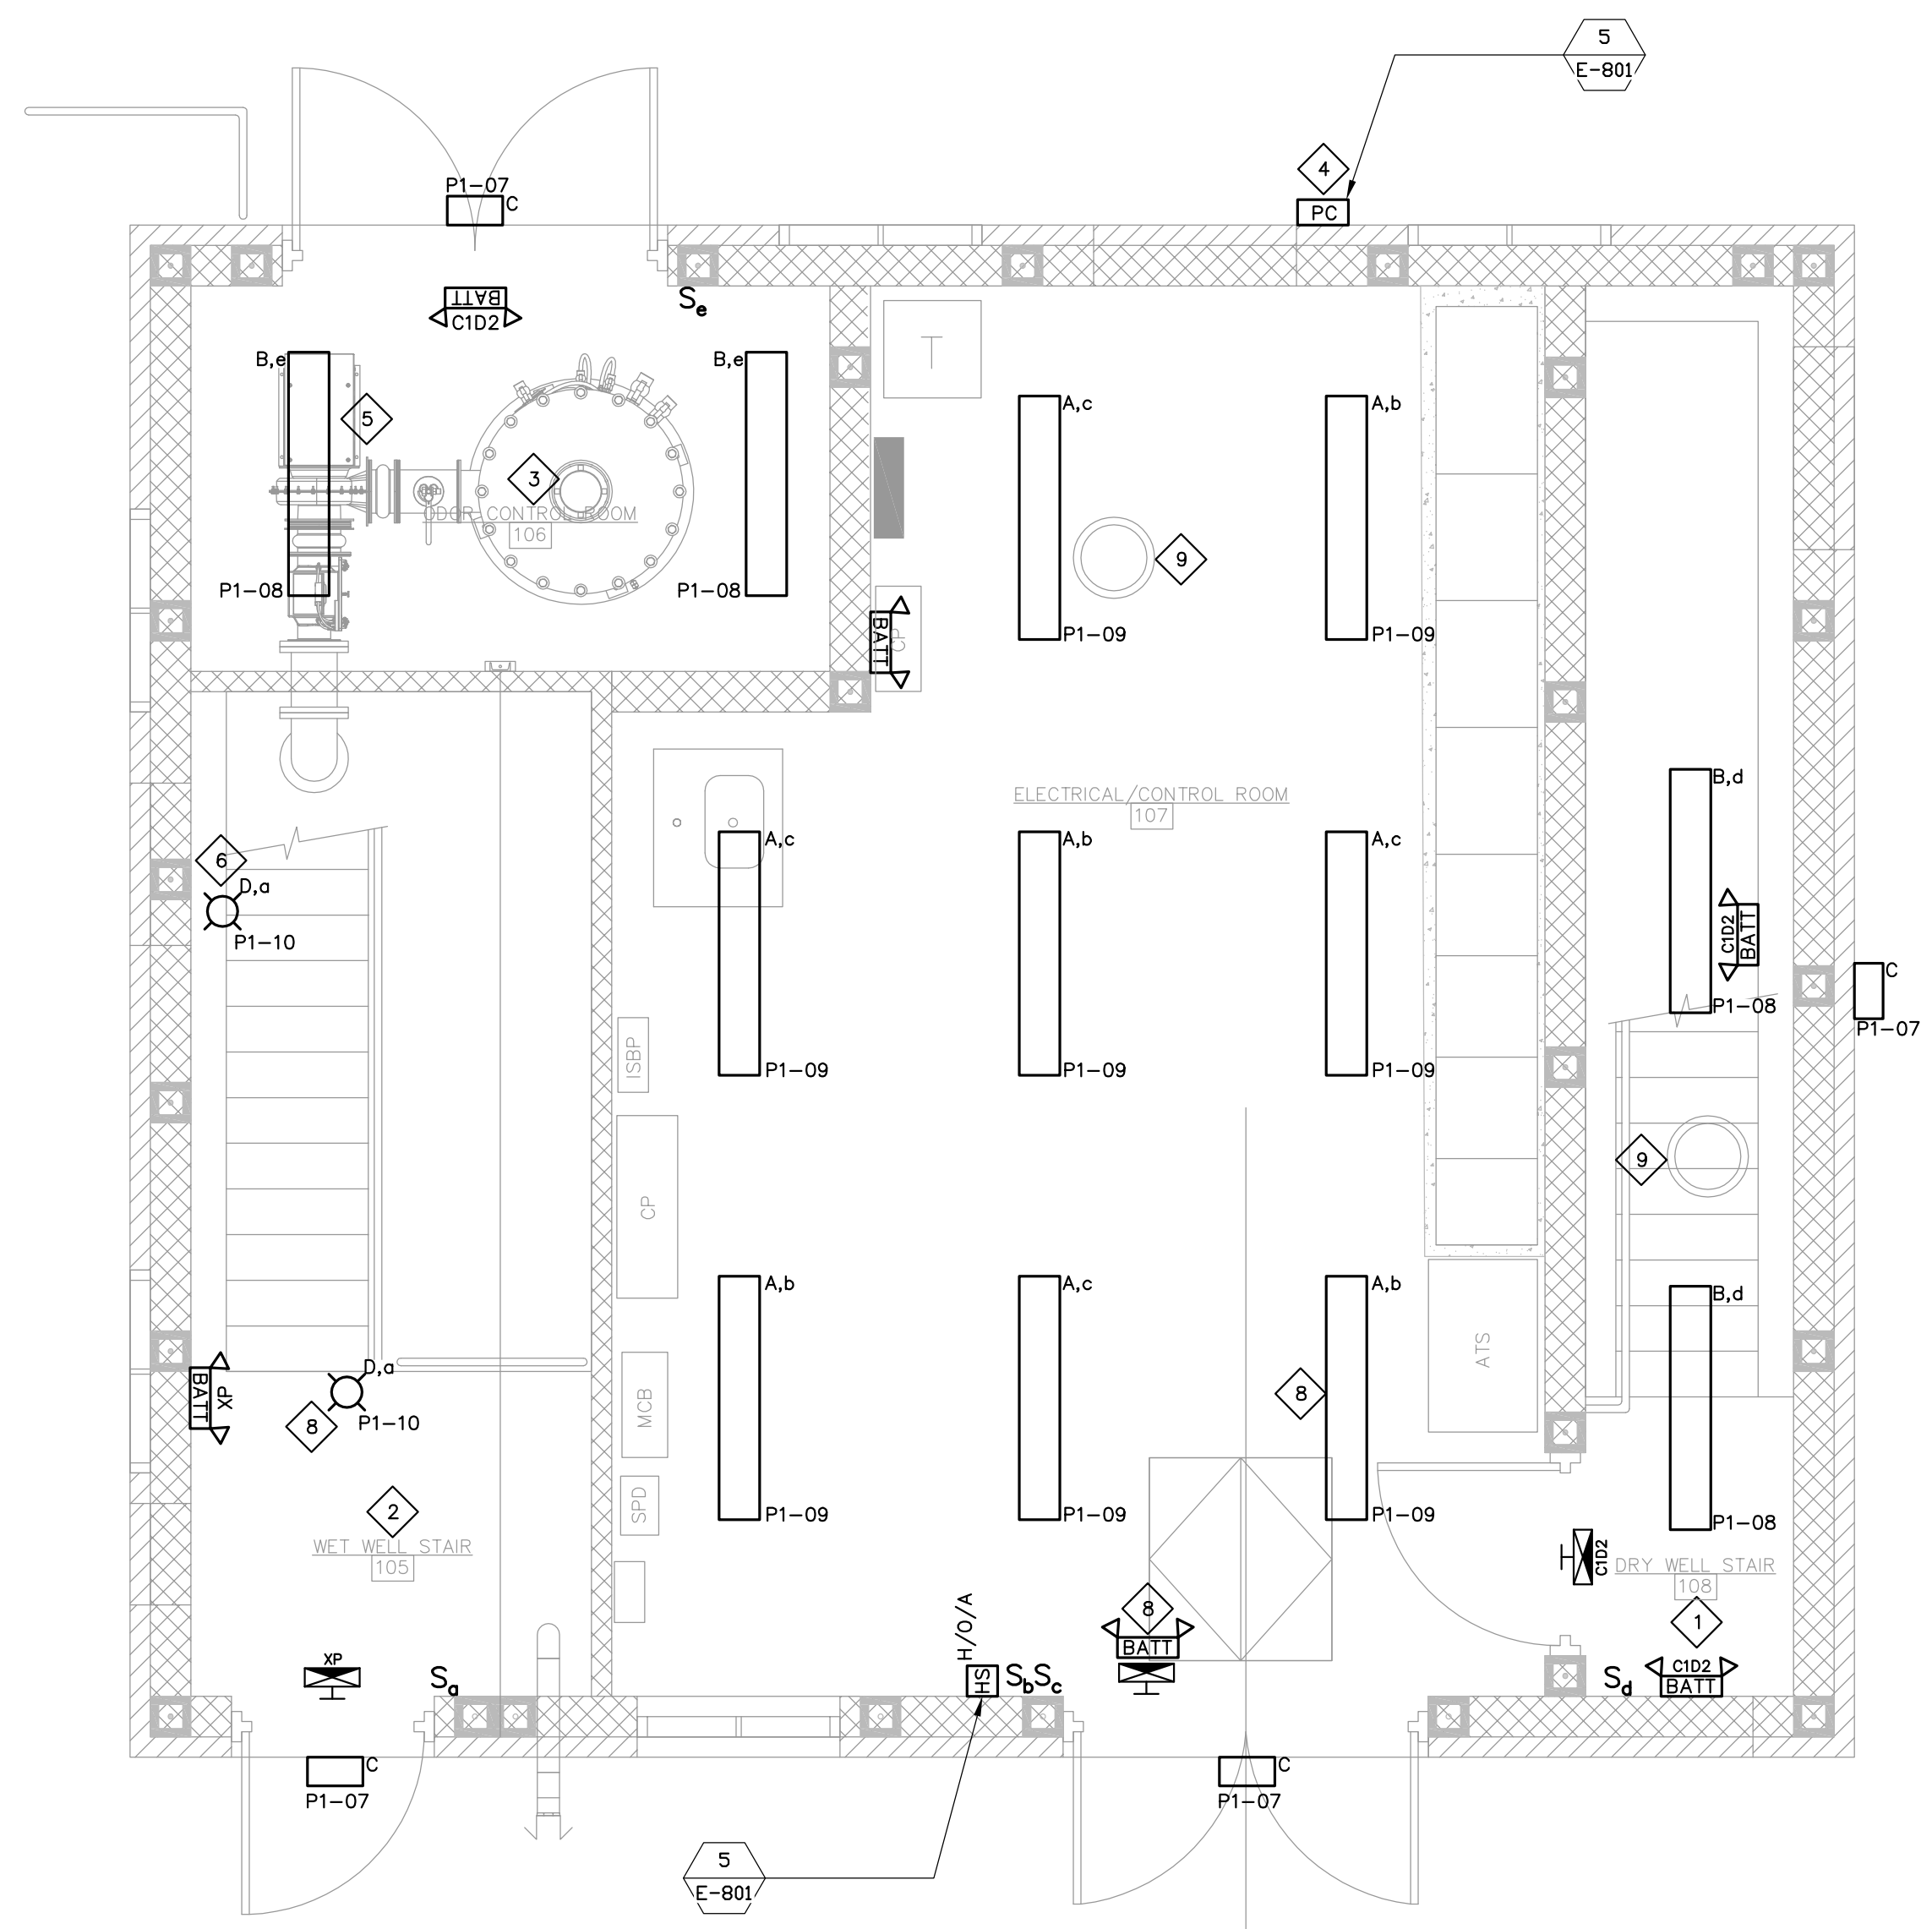 5
E-801
4
PC
P1-07
C
BATT
C1D2
Se
B,e
B,e
5
3
ODOR CONTROL ROOM
106
P1-08
P1-08
T
A,c
A,b
9
BATT
CP
P1-09
P1-09
ELECTRICAL/CONTROL ROOM
107
B,d
A,c
A,b
A,c
6
D,a
P1-10
C1D2
BATT
C
P1-08
P1-07
ISBP
P1-09
P1-09
P1-09
9
CP
A,b
A,c
A,b
B,d
ATS
BATT
XP
D,a
8
P1-10
MCB
8
SPD
2
WET WELL STAIR
105
P1-09
P1-09
P1-09
P1-08
C1D2
DRY WELL STAIR
108
1
H/O/A
8
BATT
XP
Sa
HS
SbSc
Sd
C1D2
BATT
C
P1-07
C
P1-07
5
E-801